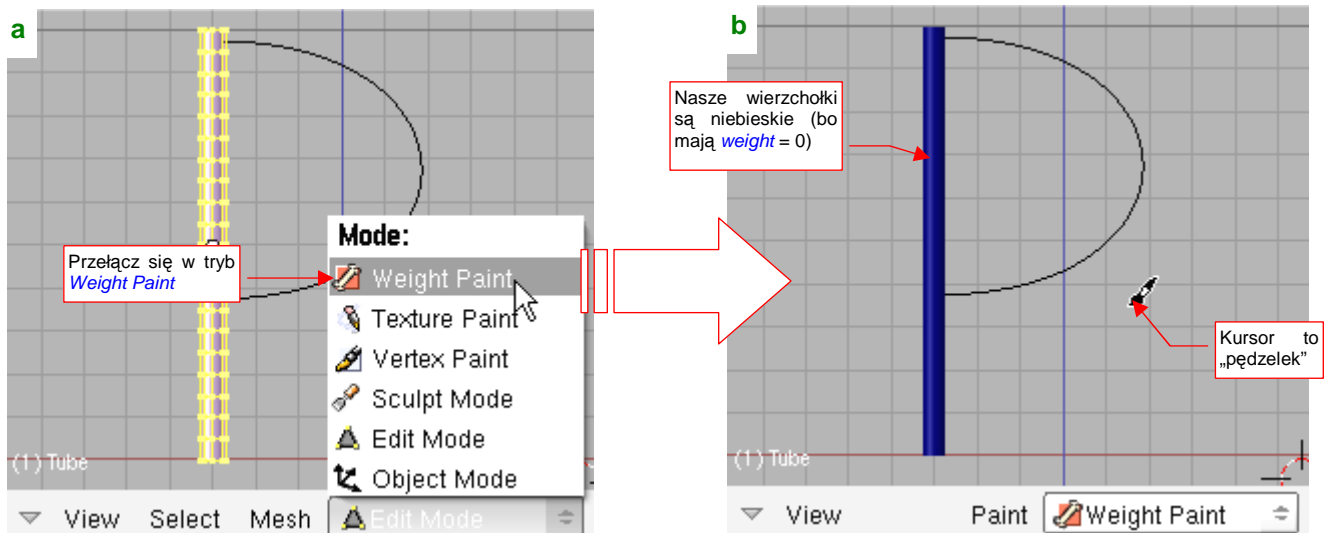 a
Przełącz się w tryb
Weight Paint
Mode:
Weight Paint
Texture Paint
Vertex Paint
Sculpt Mode
Edit Mode
Object Mode
(1) Tube
View Select Mesh Edit Mode
b
Nasze wierzchołki
są niebieskie (bo
mają weight = 0)
Kursor to
„pędzelek”
(1) Tube
View Paint Weight Paint